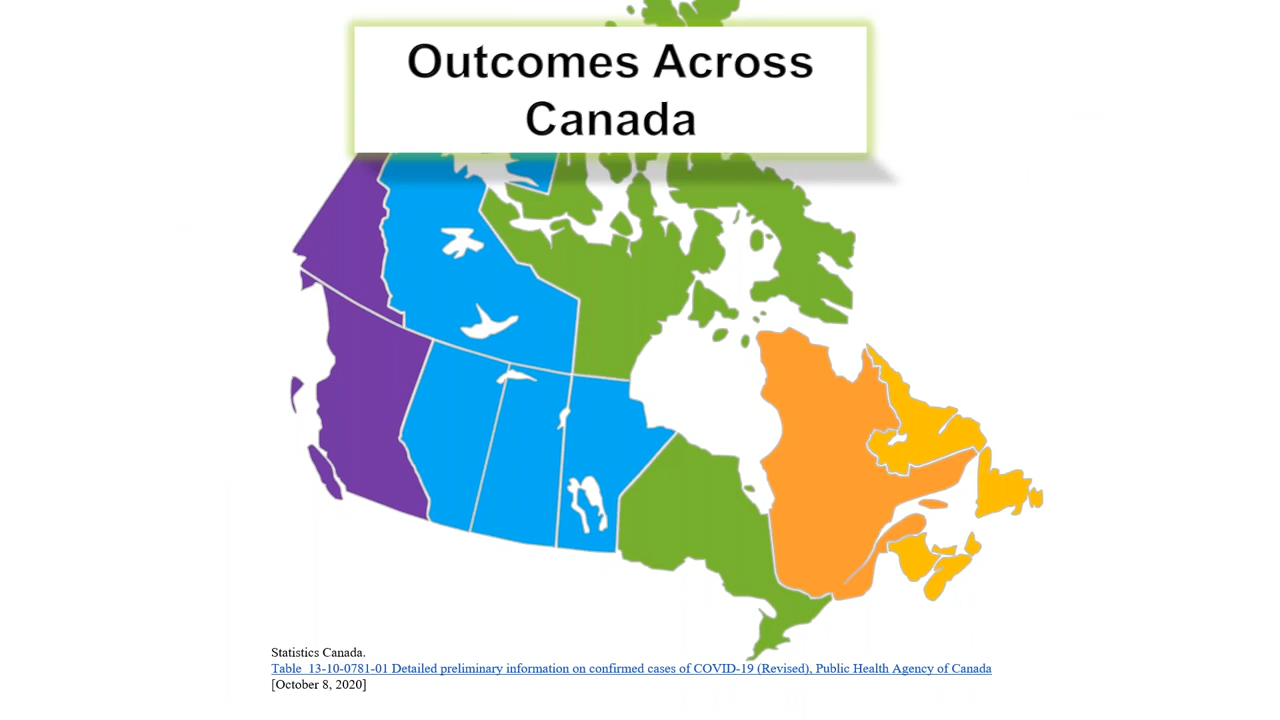 Outcomes Across
Canada
Statistics Canada.
Table 13-10-0781-01 Detailed preliminary information on confirmed cases of COVID-19 (Revised), Public Health Agency of Canada
[October 8, 2020]